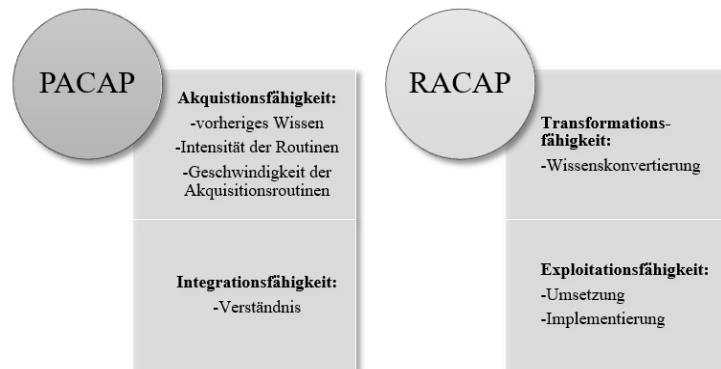 PACAP
Akquistionsfähigkeit:
-vorheriges Wissen
-Intensität der Routinen
-Geschwindigkeit der
Akquisitionsroutinen
Integrationsfähigkeit:
-Verständnis
RACAP
Transformations-
fähigkeit:
-Wissenskonvertierung
Exploitationsfähigkeit:
-Umsetzung
-Implementierung